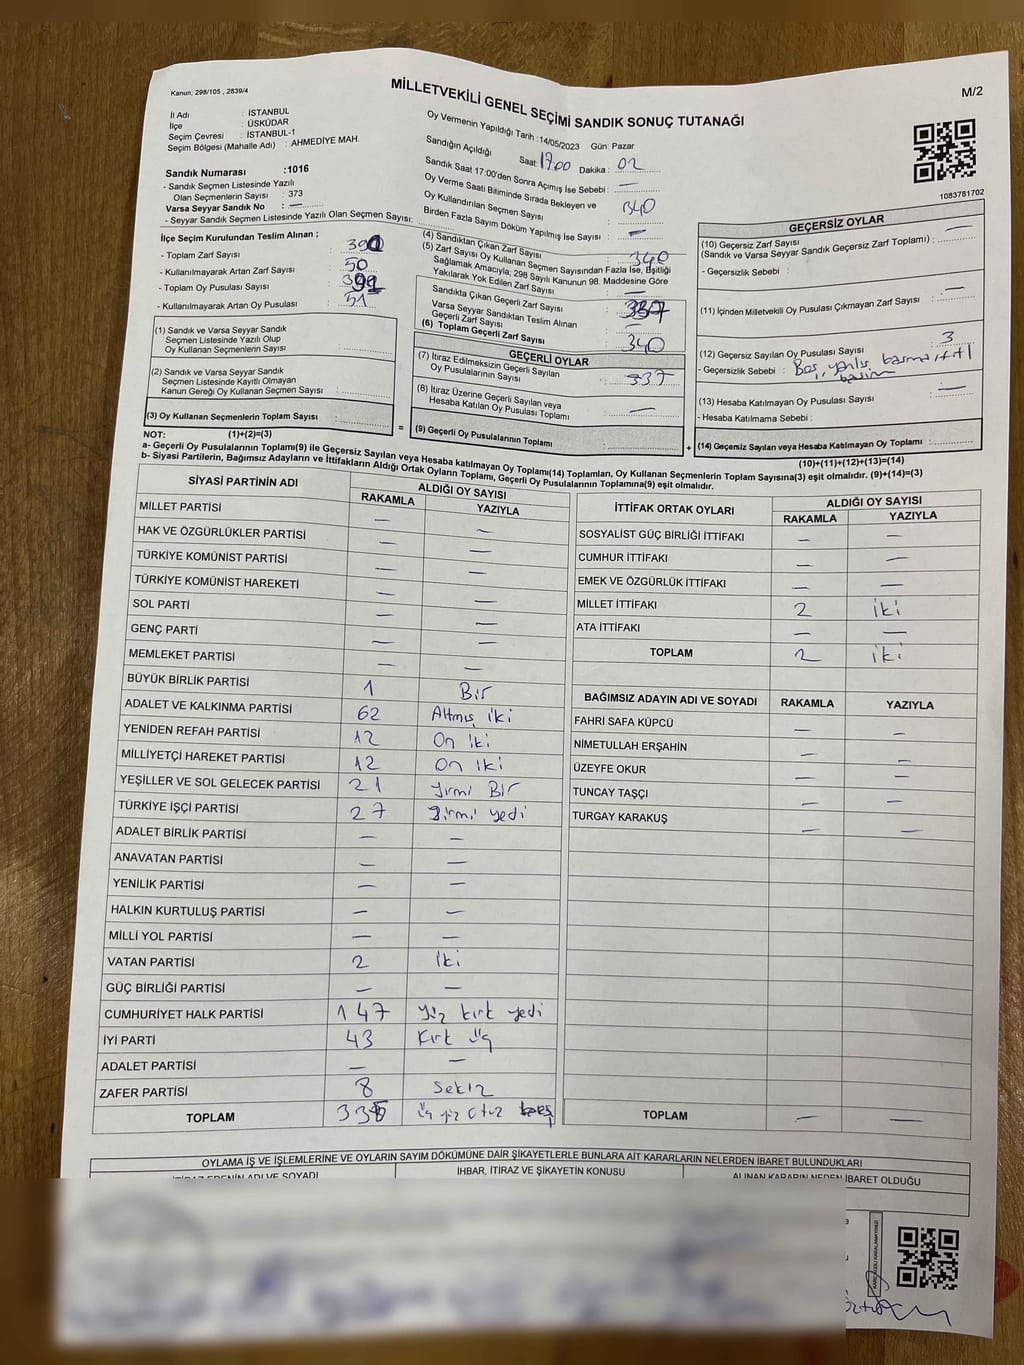 Kanun; 298/105 , 2839/4
MİLLETVEKİLİ GENEL SEÇİMİ SANDIK SONUÇ TUTANAĞI
M/2
İl Adı : İSTANBUL
İlçe : ÜSKÜDAR
Seçim Çevresi : İSTANBUL-1
Seçim Bölgesi (Mahalle Adı) : AHMEDİYE MAH.
Sandık Numarası :1016
- Sandık Seçmen Listesinde Yazılı
Olan Seçmenlerin Sayısı : 373
Varsa Seyyar Sandık No : —
- Seyyar Sandık Seçmen Listesinde Yazılı Olan Seçmen Sayısı:
Oy Vermenin Yapıldığı Tarih : 14/05/2023 Gün: Pazar
Sandığın Açıldığı Saat: 17.00 Dakika : 02
Sandık Saat 17:00'den Sonra Açımış İse Sebebi : —
Oy Verme Saati Bitiminde Sırada Bekleyen ve
Oy Kullandırılan Seçmen Sayısı : 340
Birden Fazla Sayım Döküm Yapılmış İse Sayısı : —
1083781702
İlçe Seçim Kurulundan Teslim Alınan ;
- Toplam Zarf Sayısı :
- Kullanılmayarak Artan Zarf Sayısı : 50
- Toplam Oy Pusulası Sayısı :
- Kullanılmayarak Artan Oy Pusulası : 51
(4) Sandıktan Çıkan Zarf Sayısı : 340
(5) Zarf Sayısı Oy Kullanan Seçmen Sayısından Fazla İse, Eşitliği
Sağlamak Amacıyla; 298 Sayılı Kanunun 98. Maddesine Göre
Yakılarak Yok Edilen Zarf Sayısı : —
Sandıkta Çıkan Geçerli Zarf Sayısı :
Varsa Seyyar Sandıktan Teslim Alınan
Geçerli Zarf Sayısı : —
(6) Toplam Geçerli Zarf Sayısı : 340
GEÇERLİ OYLAR
(7) İtiraz Edilmeksizin Geçerli Sayılan
Oy Pusulalarının Sayısı : 337
(8) İtiraz Üzerine Geçerli Sayılan veya
Hesaba Katılan Oy Pusulası Toplamı : —
(9) Geçerli Oy Pusulalarının Toplamı :
GEÇERSİZ OYLAR
(10) Geçersiz Zarf Sayısı
(Sandık ve Varsa Seyyar Sandık Geçersiz Zarf Toplamı) : —
- Geçersizlik Sebebi :
(11) İçinden Milletvekili Oy Pusulası Çıkmayan Zarf Sayısı : —
(12) Geçersiz Sayılan Oy Pusulası Sayısı : 3
- Geçersizlik Sebebi : Boş, yanlış basma,
(13) Hesaba Katılmayan Oy Pusulası Sayısı : —
- Hesaba Katılmama Sebebi :
(14) Geçersiz Sayılan veya Hesaba Katılmayan Oy Toplamı :
(10)+(11)+(12)+(13)=(14)
(1) Sandık ve Varsa Seyyar Sandık
Seçmen Listesinde Yazılı Olup
Oy Kullanan Seçmenlerin Sayısı :
(2) Sandık ve Varsa Seyyar Sandık
Seçmen Listesinde Kayıtlı Olmayan
Kanun Gereği Oy Kullanan Seçmen Sayısı :
(3) Oy Kullanan Seçmenlerin Toplam Sayısı :
NOT: (1)+(2)=(3)
a- Geçerli Oy Pusulaların Toplamı(9) ile Geçersiz Sayılan veya Hesaba katılmayan Oy Toplamı(14) Toplamları, Oy Kullanan Seçmenlerin Toplam Sayısına(3) eşit olmalıdır. (9)+(14)=(3)
b- Siyasi Partilerin, Bağımsız Adayların ve İttifakların Aldığı Ortak Oyların Toplamı, Geçerli Oy Pusulalarının Toplamına(9) eşit olmalıdır.
SİYASİ PARTİNİN ADI ALDIĞI OY SAYISI
RAKAMLA YAZIYLA
MİLLET PARTİSİ — —
HAK VE ÖZGÜRLÜKLER PARTİSİ — —
TÜRKİYE KOMÜNİST PARTİSİ — —
TÜRKİYE KOMÜNİST HAREKETİ — —
SOL PARTİ — —
GENÇ PARTİ — —
MEMLEKET PARTİSİ — —
BÜYÜK BİRLİK PARTİSİ 1 Bir
ADALET VE KALKINMA PARTİSİ 62 Altmış iki
YENİDEN REFAH PARTİSİ 12 On iki
MİLLİYETÇİ HAREKET PARTİSİ 12 On iki
YEŞİLLER VE SOL GELECEK PARTİSİ 21 Yirmi Bir
TÜRKİYE İŞÇİ PARTİSİ 27 Yirmi yedi
ADALET BİRLİK PARTİSİ — —
ANAVATAN PARTİSİ — —
YENİLİK PARTİSİ — —
HALKIN KURTULUŞ PARTİSİ — —
MİLLİ YOL PARTİSİ — —
VATAN PARTİSİ 2 İki
GÜÇ BİRLİĞİ PARTİSİ — —
CUMHURİYET HALK PARTİSİ 147 Yüz kırk yedi
İYİ PARTİ 43 Kırk üç
ADALET PARTİSİ — —
ZAFER PARTİSİ 8 Sekiz
TOPLAM üç yüz otuz beş
İTTİFAK ORTAK OYLARI ALDIĞI OY SAYISI
RAKAMLA YAZIYLA
SOSYALİST GÜÇ BİRLİĞİ İTTİFAKI — —
CUMHUR İTTİFAKI — —
EMEK VE ÖZGÜRLÜK İTTİFAKI — —
MİLLET İTTİFAKI 2 iki
ATA İTTİFAKI — —
TOPLAM 2 iki
BAĞIMSIZ ADAYIN ADI VE SOYADI RAKAMLA YAZIYLA
FAHRİ SAFA KÜPCÜ — —
NİMETULLAH ERŞAHİN — —
ÜZEYFE OKUR — —
TUNCAY TAŞÇI — —
TURGAY KARAKUŞ — —
TOPLAM — —
OYLAMA İŞ VE İŞLEMLERİNE VE OYLARIN SAYIM DÖKÜMÜNE DAİR ŞİKAYETLERLE BUNLARA AİT KARARLARIN NELERDEN İBARET BULUNDUKLARI
İTİRAZ EDENİN ADI VE SOYADI İHBAR, İTİRAZ VE ŞİKAYETİN KONUSU ALINAN KARARIN NEDEN İBARET OLDUĞU